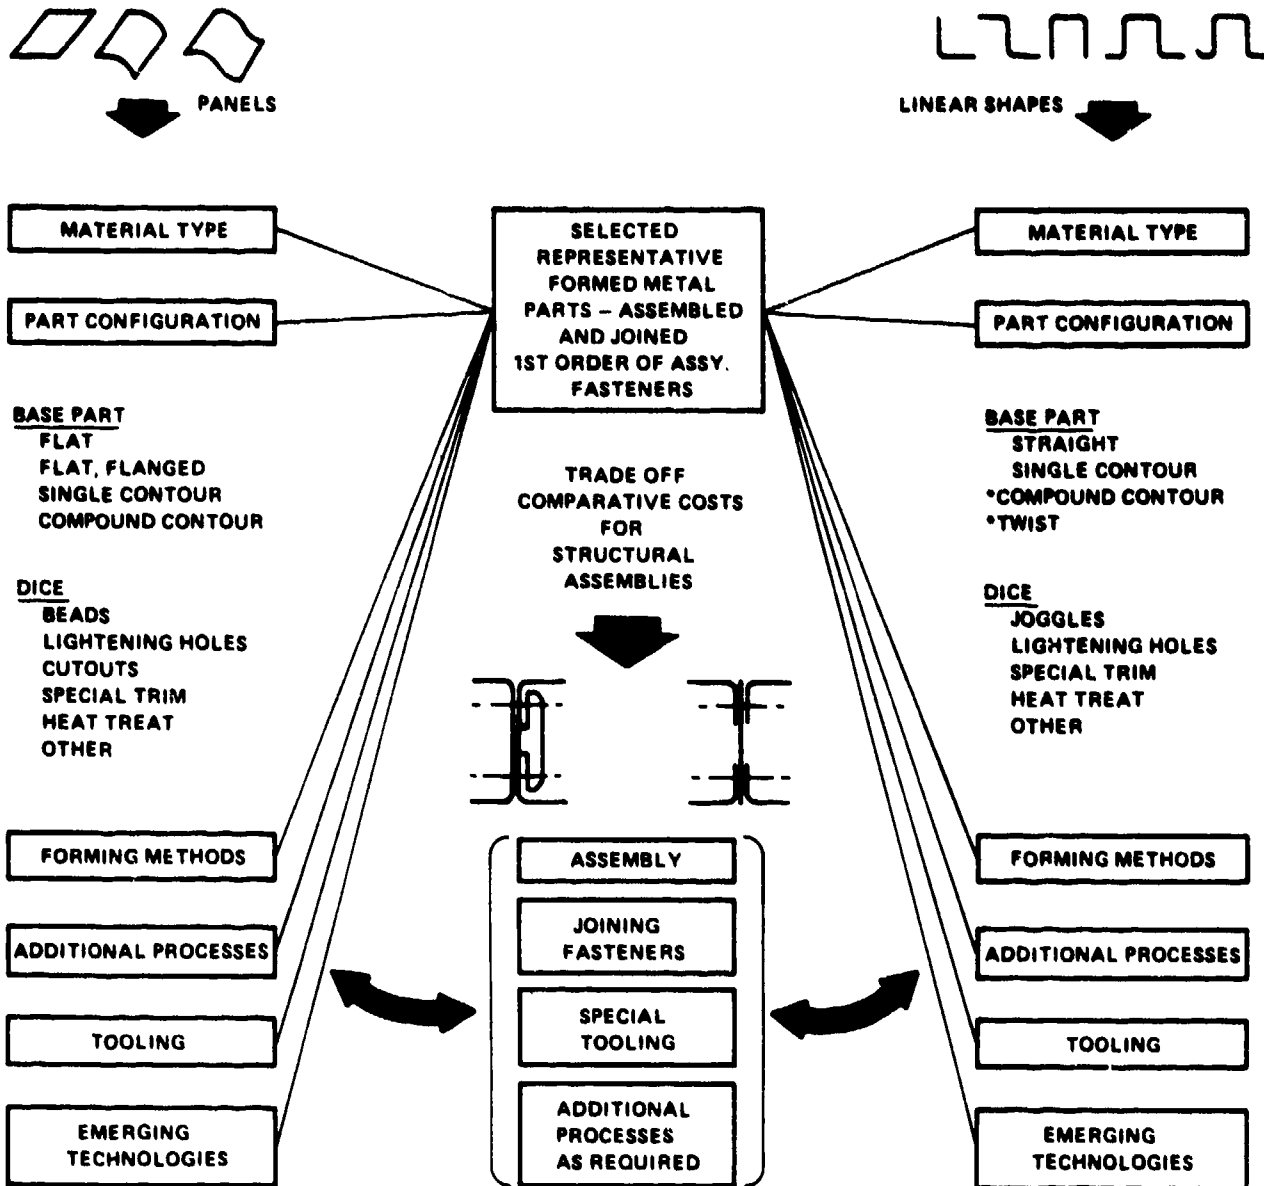 PANELS
LINEAR SHAPES
MATERIAL TYPE
PART CONFIGURATION
BASE PART
FLAT
FLAT, FLANGED
SINGLE CONTOUR
COMPOUND CONTOUR
DICE
BEADS
LIGHTENING HOLES
CUTOUTS
SPECIAL TRIM
HEAT TREAT
OTHER
FORMING METHODS
ADDITIONAL PROCESSES
TOOLING
EMERGING
TECHNOLOGIES
SELECTED
REPRESENTATIVE
FORMED METAL
PARTS – ASSEMBLED
AND JOINED
1ST ORDER OF ASSY.
FASTENERS
TRADE OFF
COMPARATIVE COSTS
FOR
STRUCTURAL
ASSEMBLIES
ASSEMBLY
JOINING
FASTENERS
SPECIAL
TOOLING
ADDITIONAL
PROCESSES
AS REQUIRED
MATERIAL TYPE
PART CONFIGURATION
BASE PART
STRAIGHT
SINGLE CONTOUR
*COMPOUND CONTOUR
*TWIST
DICE
JOGGLES
LIGHTENING HOLES
SPECIAL TRIM
HEAT TREAT
OTHER
FORMING METHODS
ADDITIONAL PROCESSES
TOOLING
EMERGING
TECHNOLOGIES